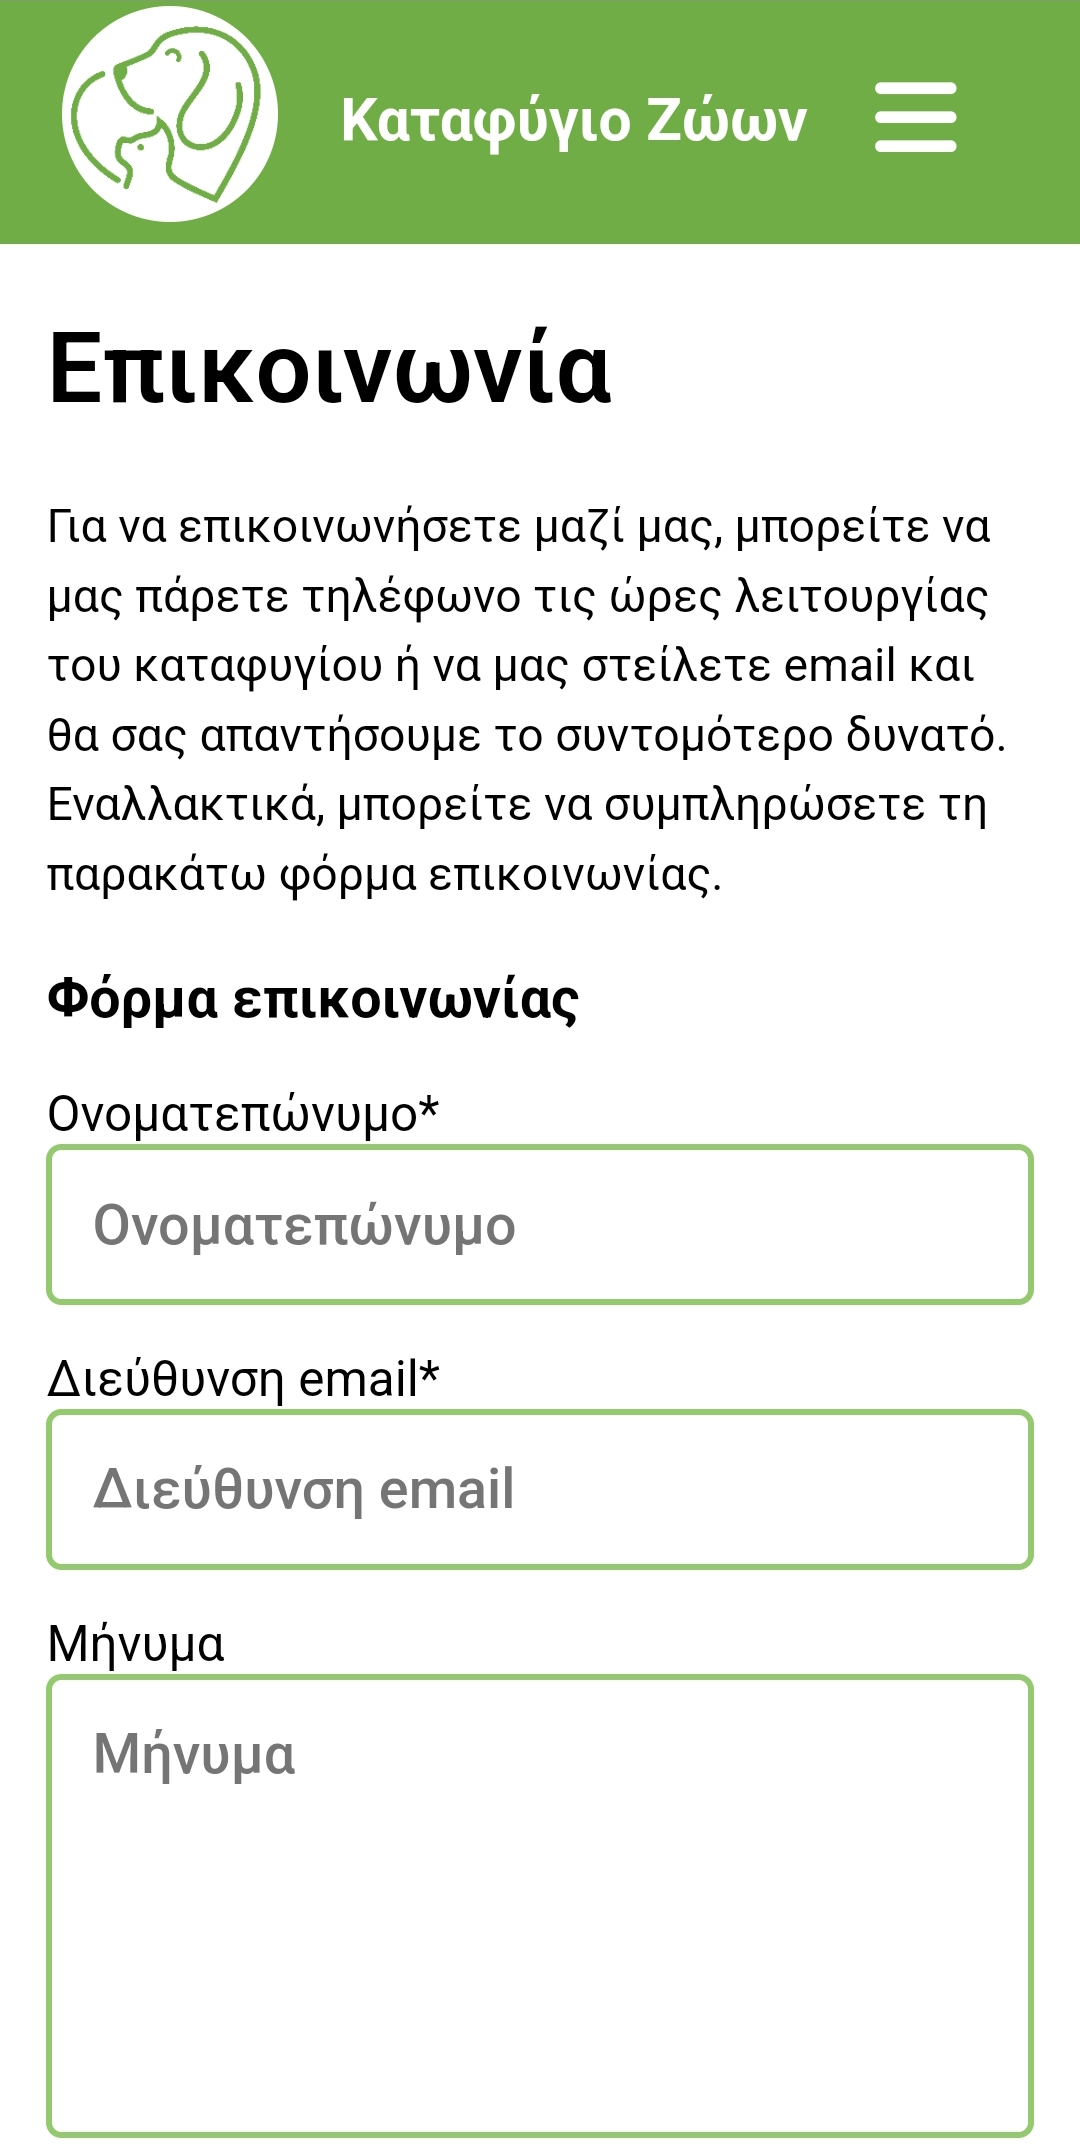 Καταφύγιο Ζώων
Επικοινωνία
Για να επικοινωνήσετε μαζί μας, μπορείτε να
μας πάρετε τηλέφωνο τις ώρες λειτουργίας
του καταφυγίου ή να μας στείλετε email και
θα σας απαντήσουμε το συντομότερο δυνατό.
Εναλλακτικά, μπορείτε να συμπληρώσετε τη
παρακάτω φόρμα επικοινωνίας.
Φόρμα επικοινωνίας
Ονοματεπώνυμο*
Ονοματεπώνυμο
Διεύθυνση email*
Διεύθυνση email
Μήνυμα
Μήνυμα